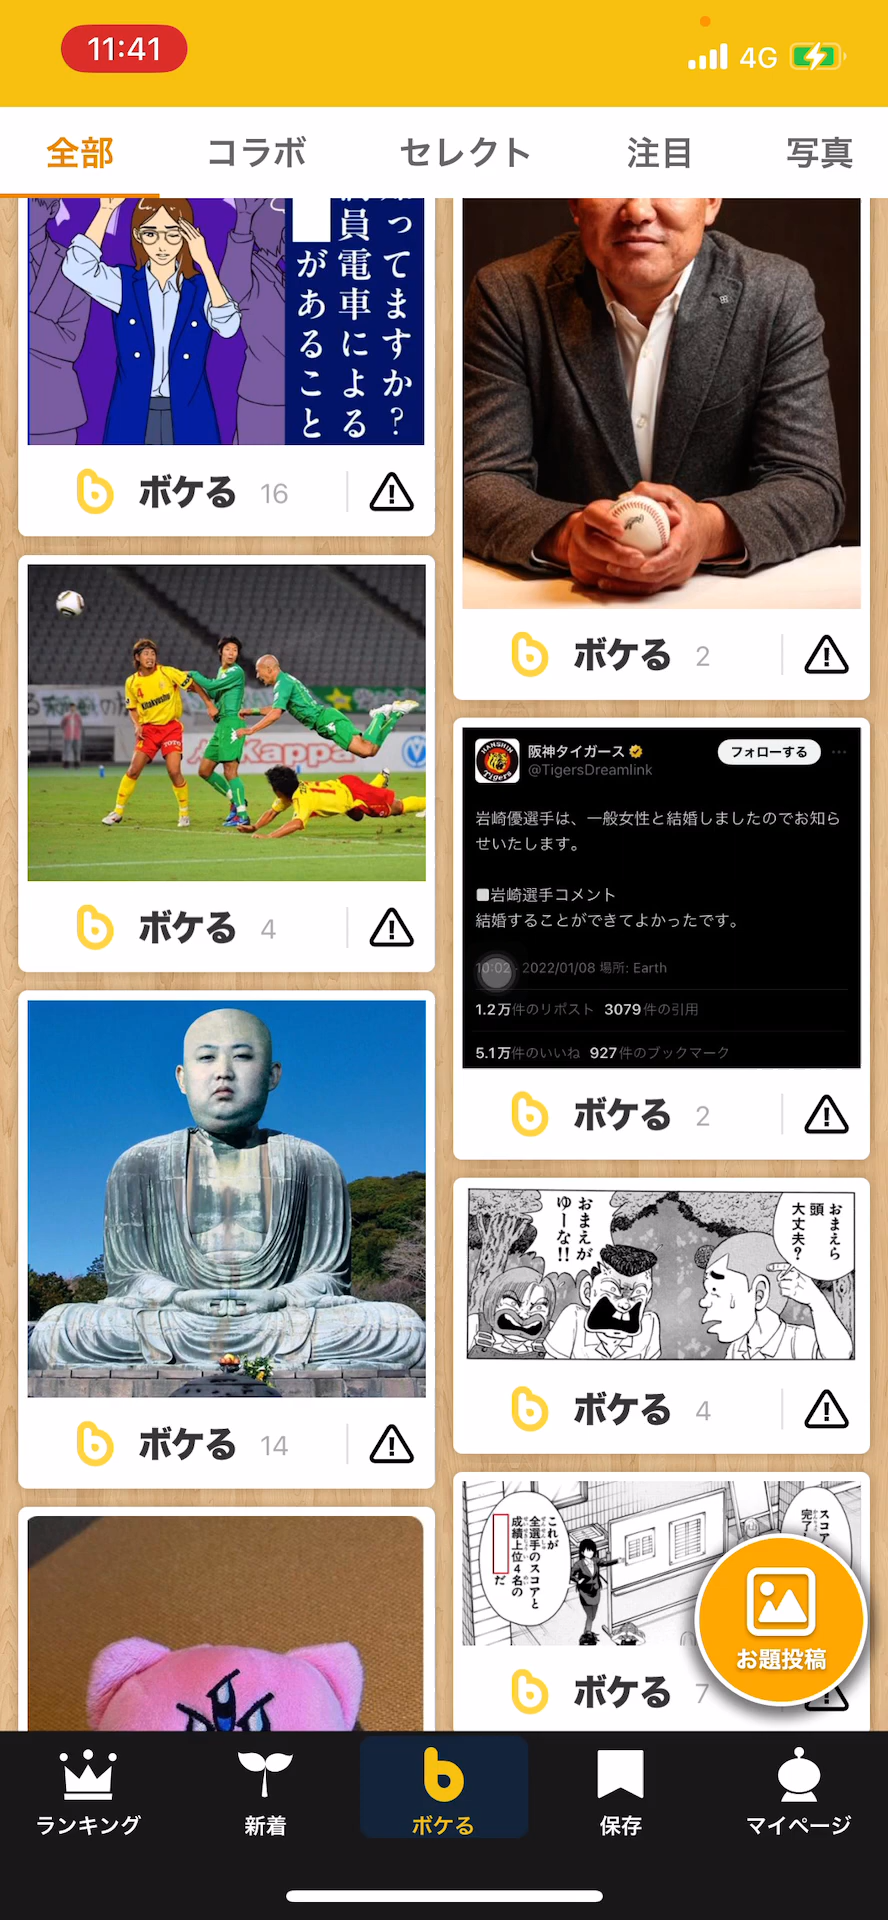 11:41
4G
全部
コラボ
セレクト
注目
写真
ってますか?
員電車による
があること
ボケる 16
ボケる 2
Kitakyushu
TOTO
Kappa
ボケる 4
HANSHIN
Tigers
阪神タイガース
フォローする
@TigersDreamlink
岩崎優選手は、一般女性と結婚しましたのでお知ら
せいたします。
■岩崎選手コメント
結婚することができてよかったです。
10:02 · 2022/01/08 場所: Earth
1.2万件のリポスト 3079件の引用
5.1万件のいいね 927件のブックマーク
ボケる 2
ボケる 14
おまえら
頭
大丈夫?
おまえが
ゆーな!!
ボケる 4
スコア
完了
これが
全選手のスコアと
成績上位4名の
だ
ボケる 7
お題投稿
ランキング
新着
ボケる
保存
マイページ